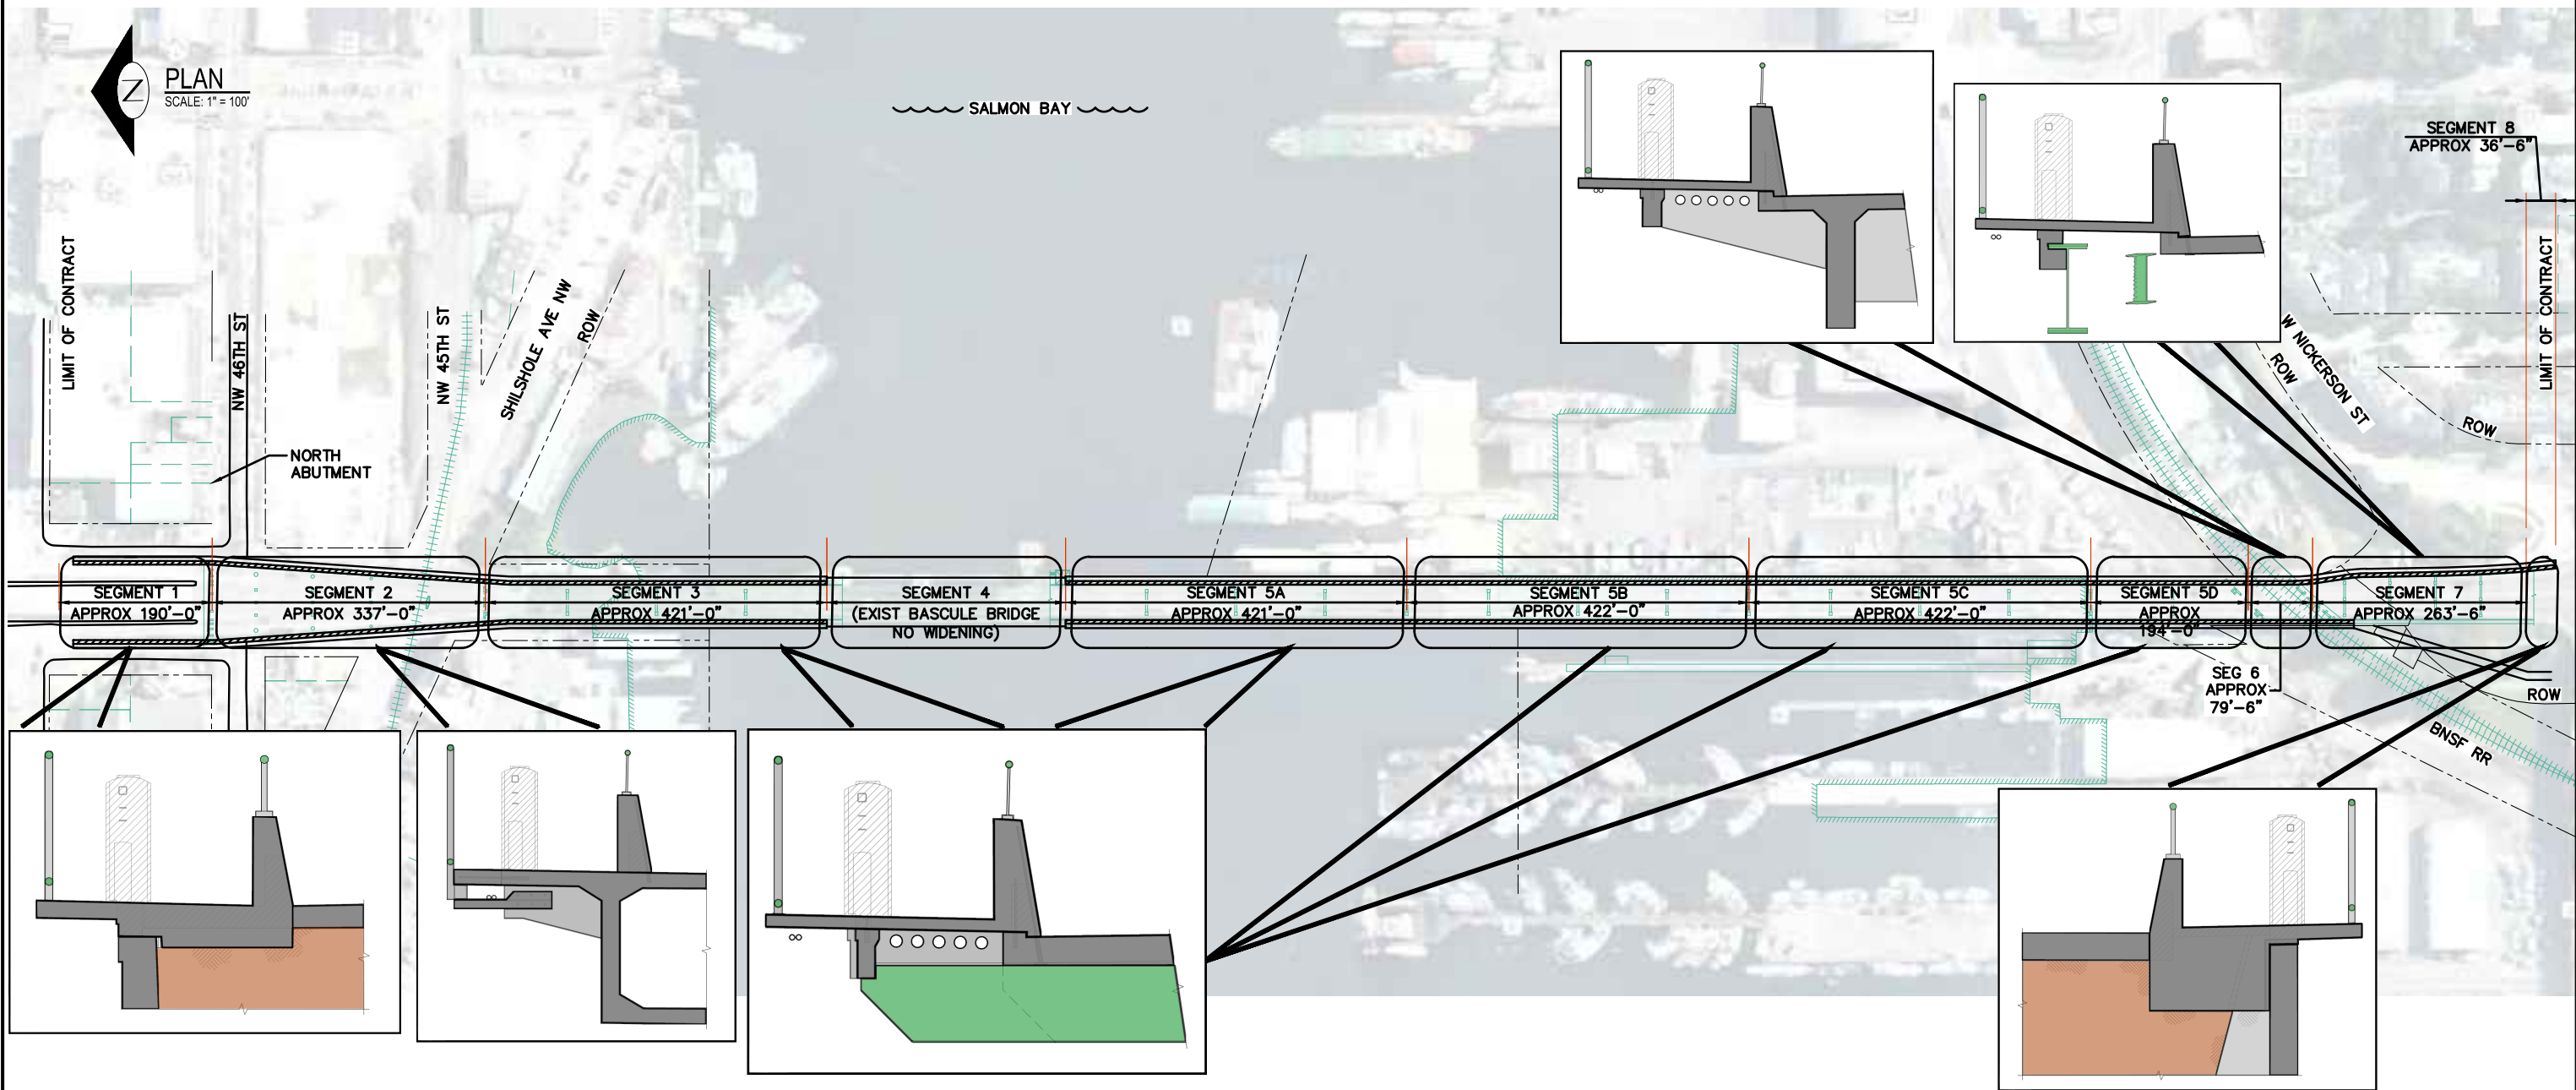 PLAN
SCALE: 1" = 100'
N
SALMON BAY
SEGMENT 8
APPROX 36'-6"
LIMIT OF CONTRACT
NW 46TH ST
NW 45TH ST
SHILSHOLE AVE NW
ROW
NORTH
ABUTMENT
W NICKERSON ST
ROW
ROW
LIMIT OF CONTRACT
SEGMENT 1
APPROX 190'-0"
SEGMENT 2
APPROX 337'-0"
SEGMENT 3
APPROX 421'-0"
SEGMENT 4
(EXIST BASCULE BRIDGE
NO WIDENING)
SEGMENT 5A
APPROX 421'-0"
SEGMENT 5B
APPROX 422'-0"
SEGMENT 5C
APPROX 422'-0"
SEGMENT 5D
APPROX
194'-0"
SEGMENT 7
APPROX 263'-6"
SEG 6
APPROX
79'-6"
ROW
BNSF RR